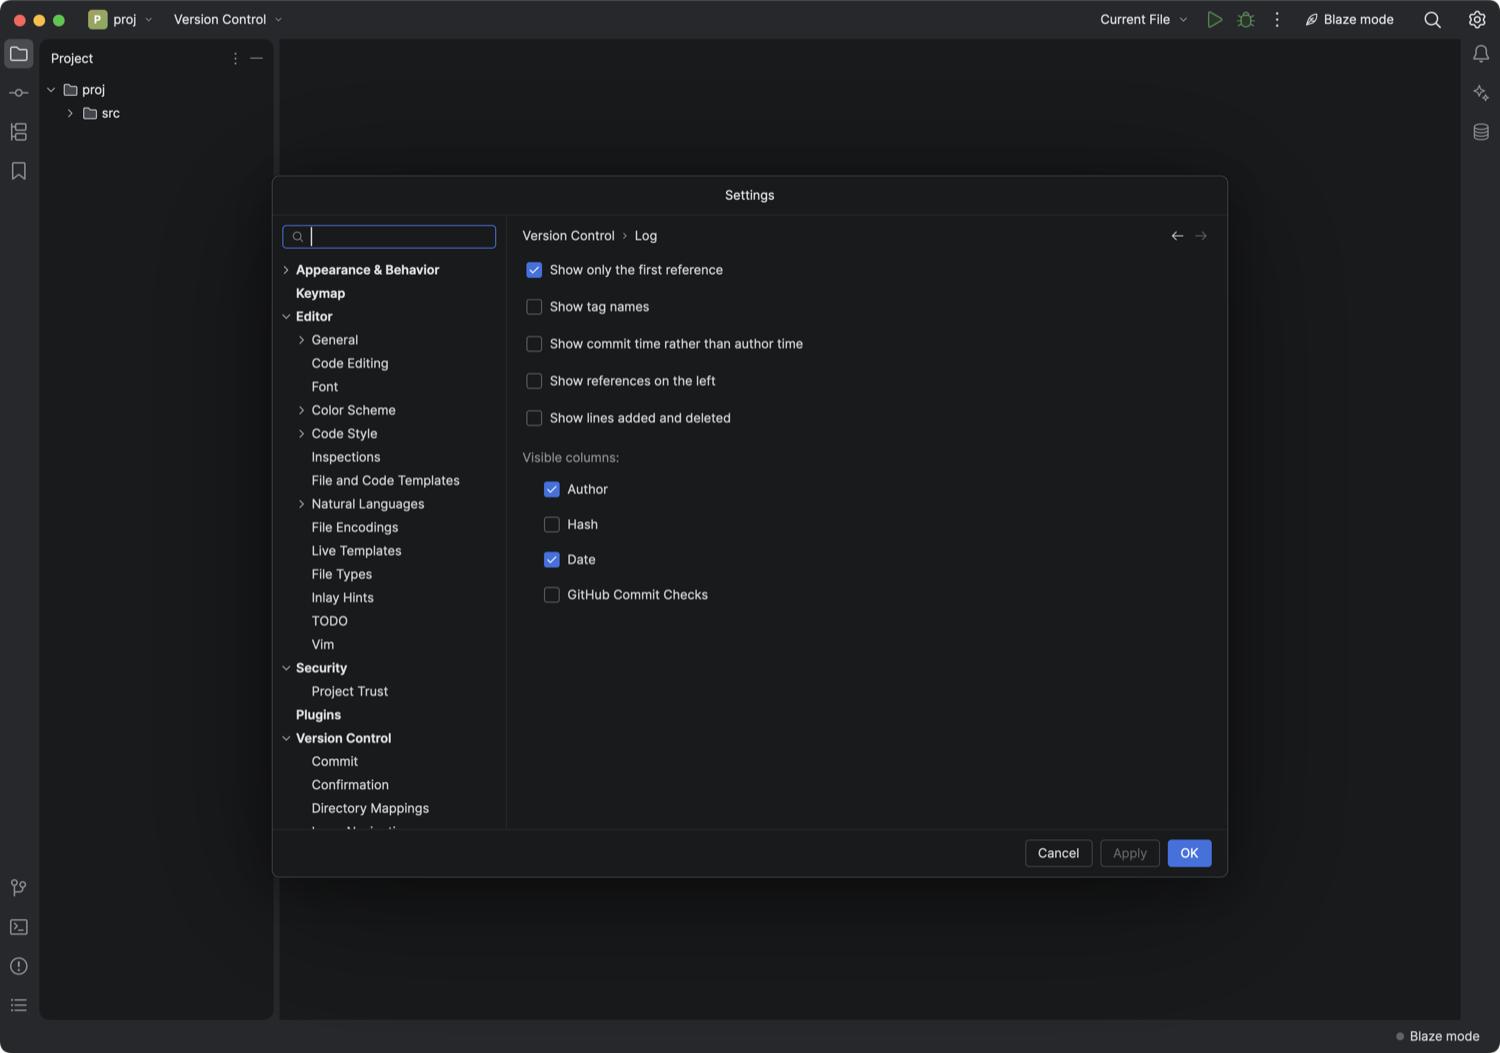 P proj
Version Control
Current File
Blaze mode
Project
proj
src
Settings
Version Control › Log
Appearance & Behavior
Keymap
Editor
General
Code Editing
Font
Color Scheme
Code Style
Inspections
File and Code Templates
Natural Languages
File Encodings
Live Templates
File Types
Inlay Hints
TODO
Vim
Security
Project Trust
Plugins
Version Control
Commit
Confirmation
Directory Mappings
Show only the first reference
Show tag names
Show commit time rather than author time
Show references on the left
Show lines added and deleted
Visible columns:
Author
Hash
Date
GitHub Commit Checks
Cancel
Apply
OK
Blaze mode